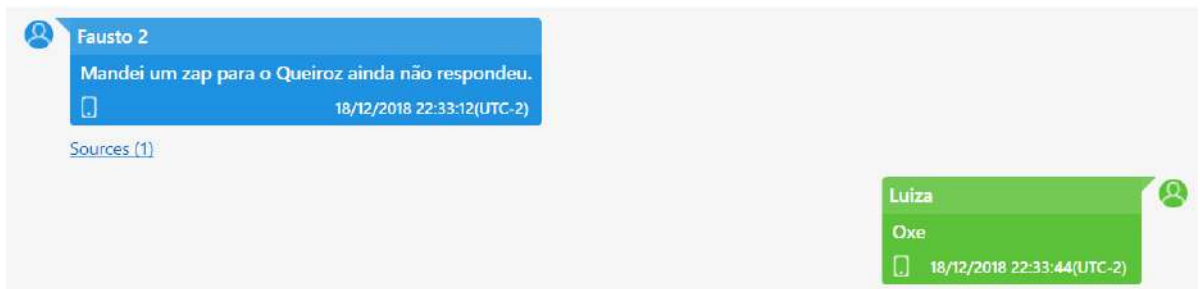 Fausto 2
Mandei um zap para o Queiroz ainda não respondeu.
18/12/2018 22:33:12(UTC-2)
Sources (1)
Luiza
Oxe
18/12/2018 22:33:44(UTC-2)